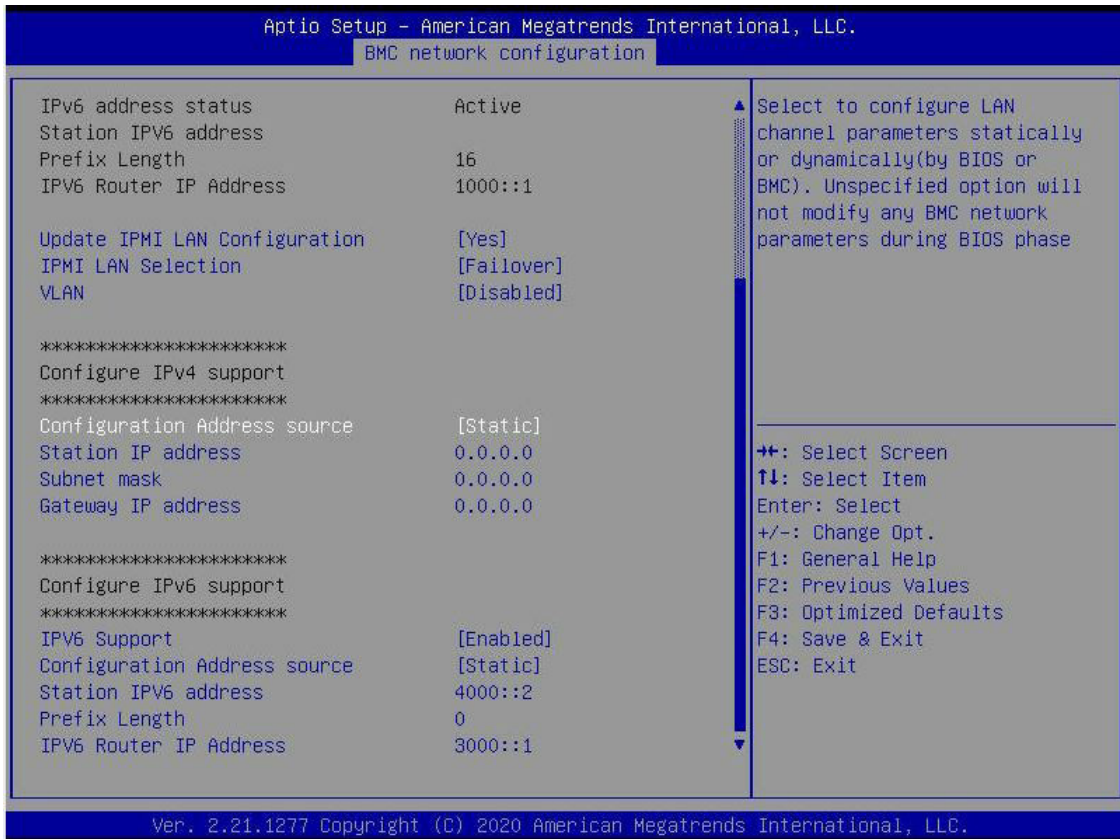 Aptio Setup – American Megatrends International, LLC.
BMC network configuration
IPv6 address status Active
Station IPV6 address
Prefix Length 16
IPV6 Router IP Address 1000::1
Update IPMI LAN Configuration [Yes]
IPMI LAN Selection [Failover]
VLAN [Disabled]
***********************
Configure IPv4 support
***********************
Configuration Address source [Static]
Station IP address 0.0.0.0
Subnet mask 0.0.0.0
Gateway IP address 0.0.0.0
***********************
Configure IPv6 support
***********************
IPV6 Support [Enabled]
Configuration Address source [Static]
Station IPV6 address 4000::2
Prefix Length 0
IPV6 Router IP Address 3000::1
Select to configure LAN
channel parameters statically
or dynamically(by BIOS or
BMC). Unspecified option will
not modify any BMC network
parameters during BIOS phase
→←: Select Screen
↑↓: Select Item
Enter: Select
+/-: Change Opt.
F1: General Help
F2: Previous Values
F3: Optimized Defaults
F4: Save & Exit
ESC: Exit
Ver. 2.21.1277 Copyright (C) 2020 American Megatrends International, LLC.